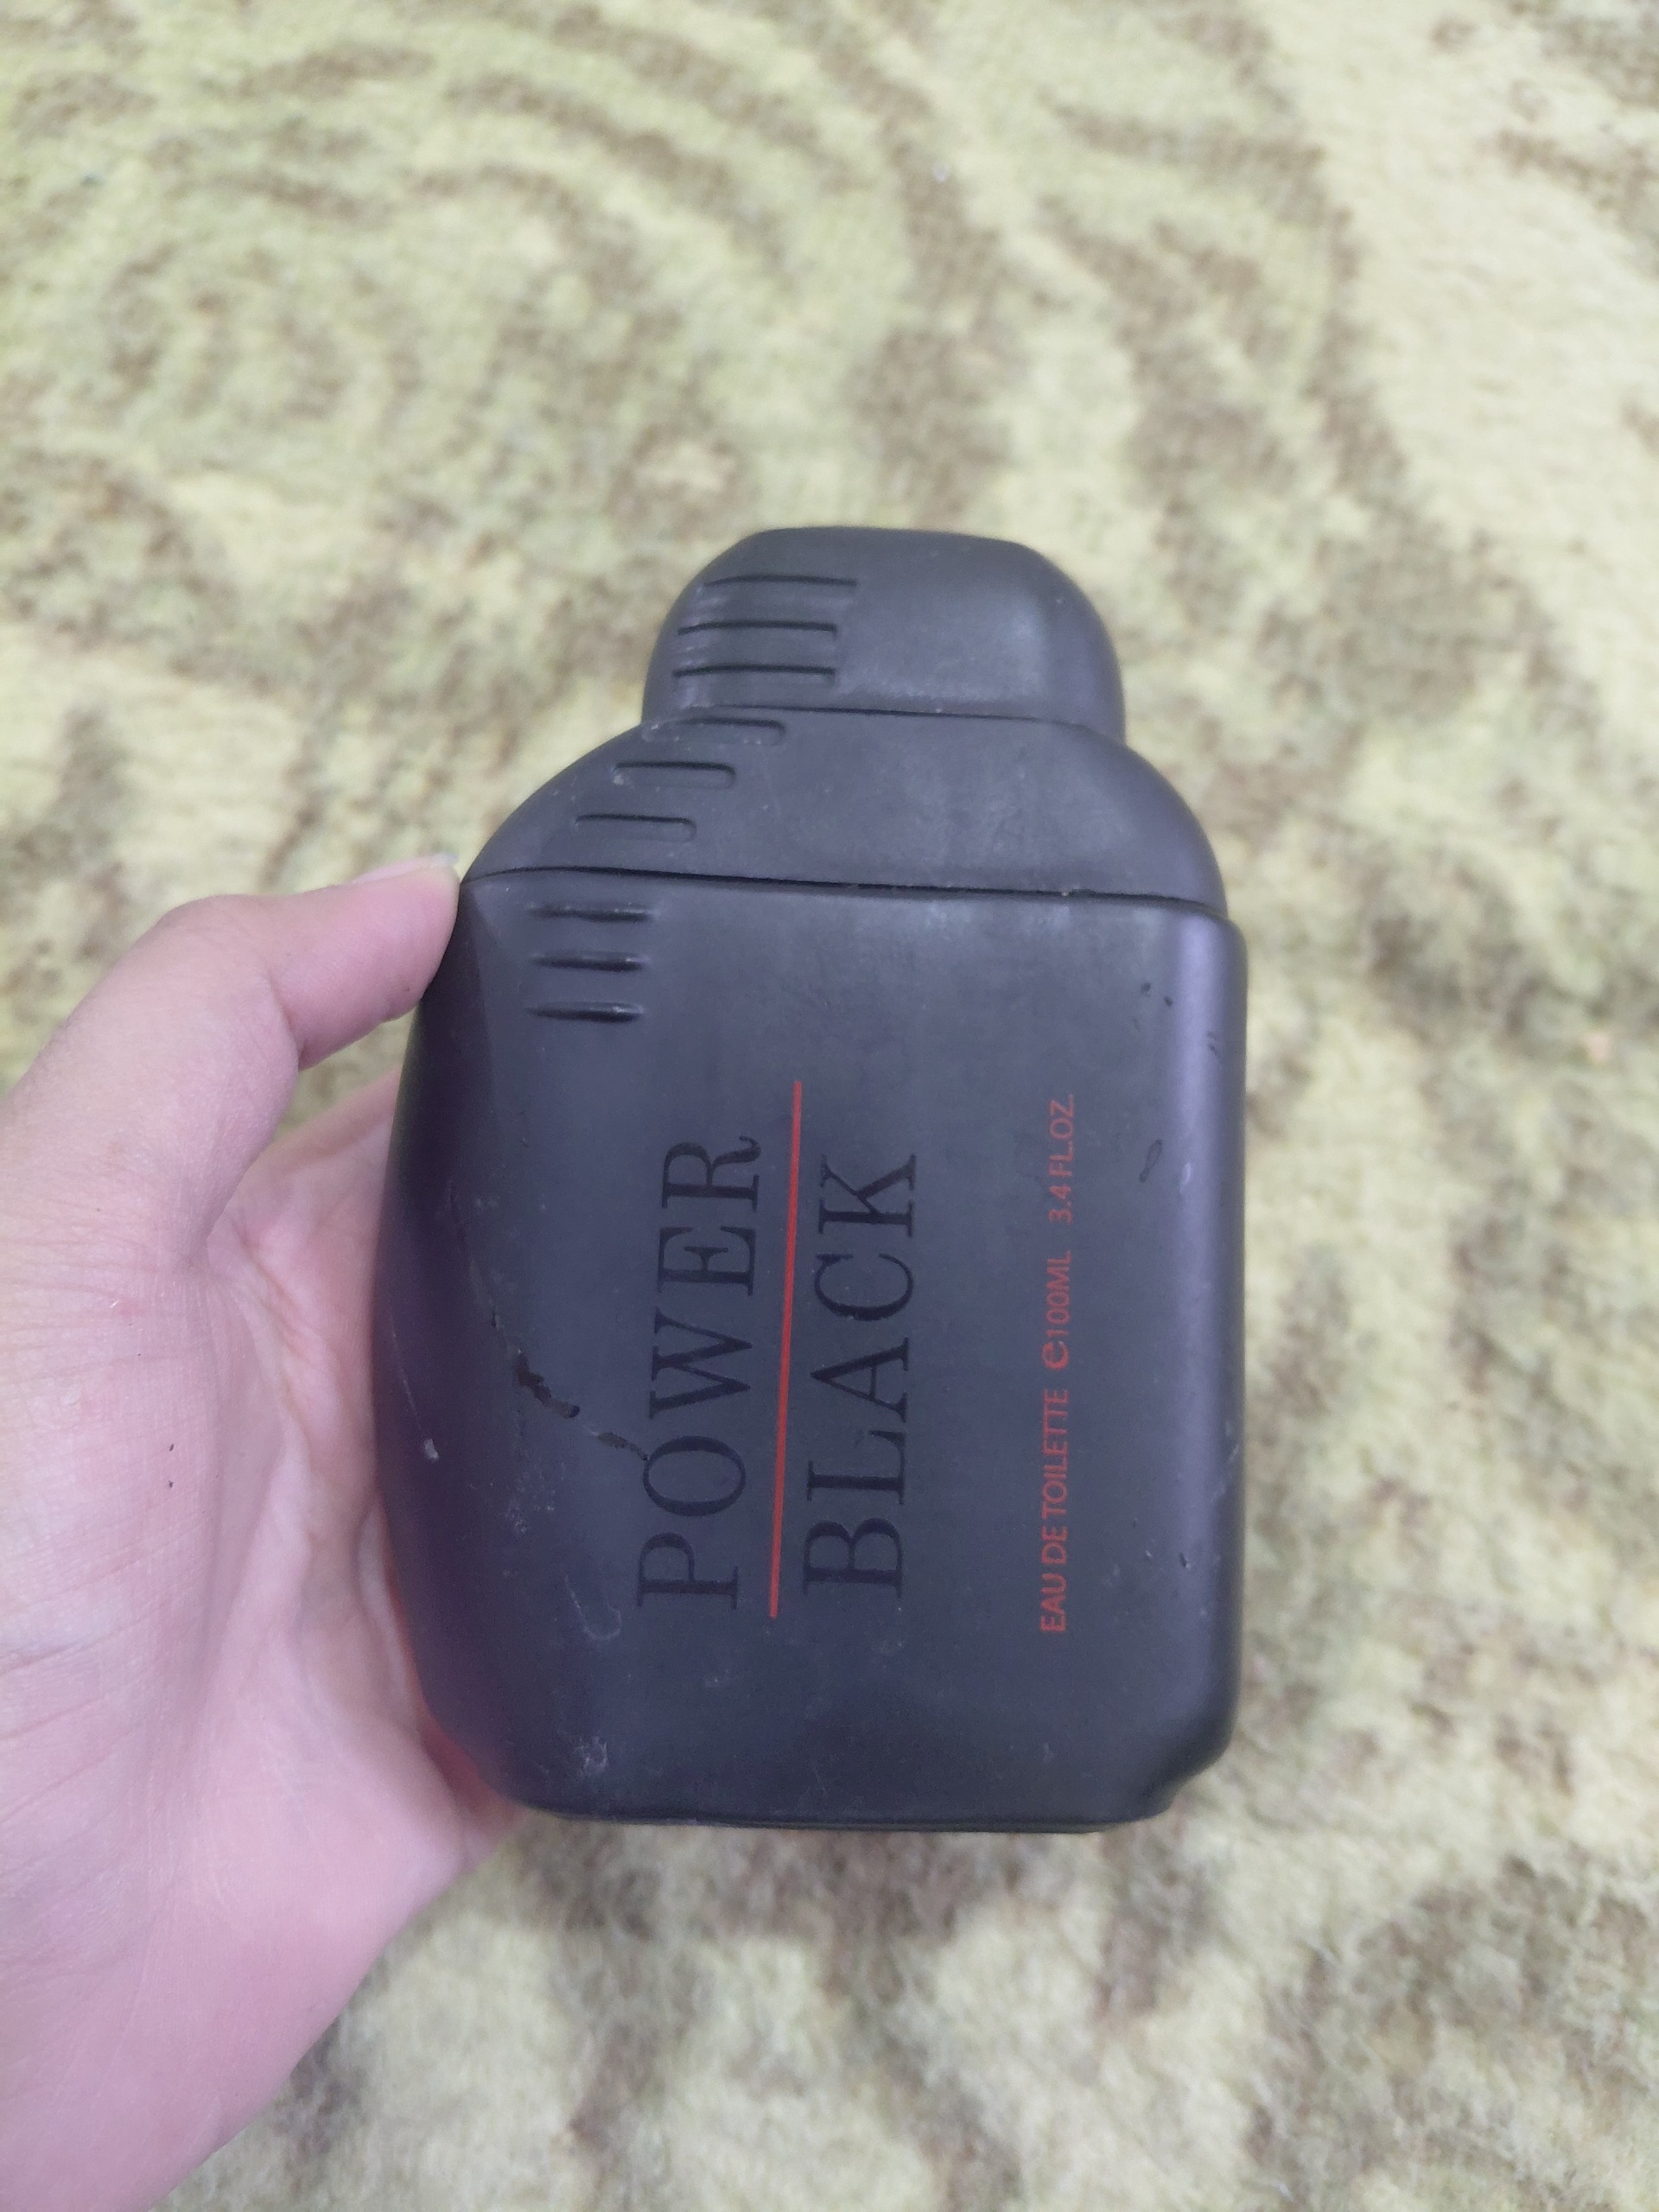 POWER
BLACK
EAU DE TOILETTE ℮100ML 3.4 FL.OZ.